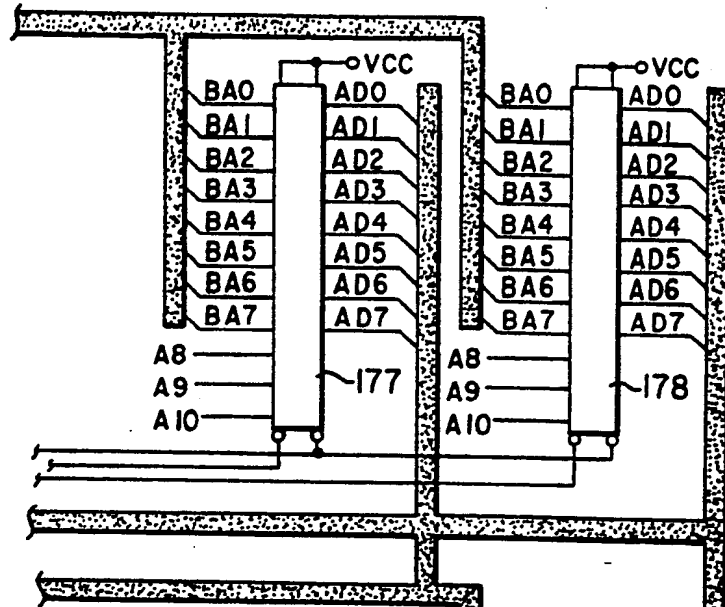 VCC
BA0 AD0
BA1 AD1
BA2 AD2
BA3 AD3
BA4 AD4
BA5 AD5
BA6 AD6
BA7 AD7
A8
A9
A10
177
VCC
BA0 AD0
BA1 AD1
BA2 AD2
BA3 AD3
BA4 AD4
BA5 AD5
BA6 AD6
BA7 AD7
A8
A9
A10
178